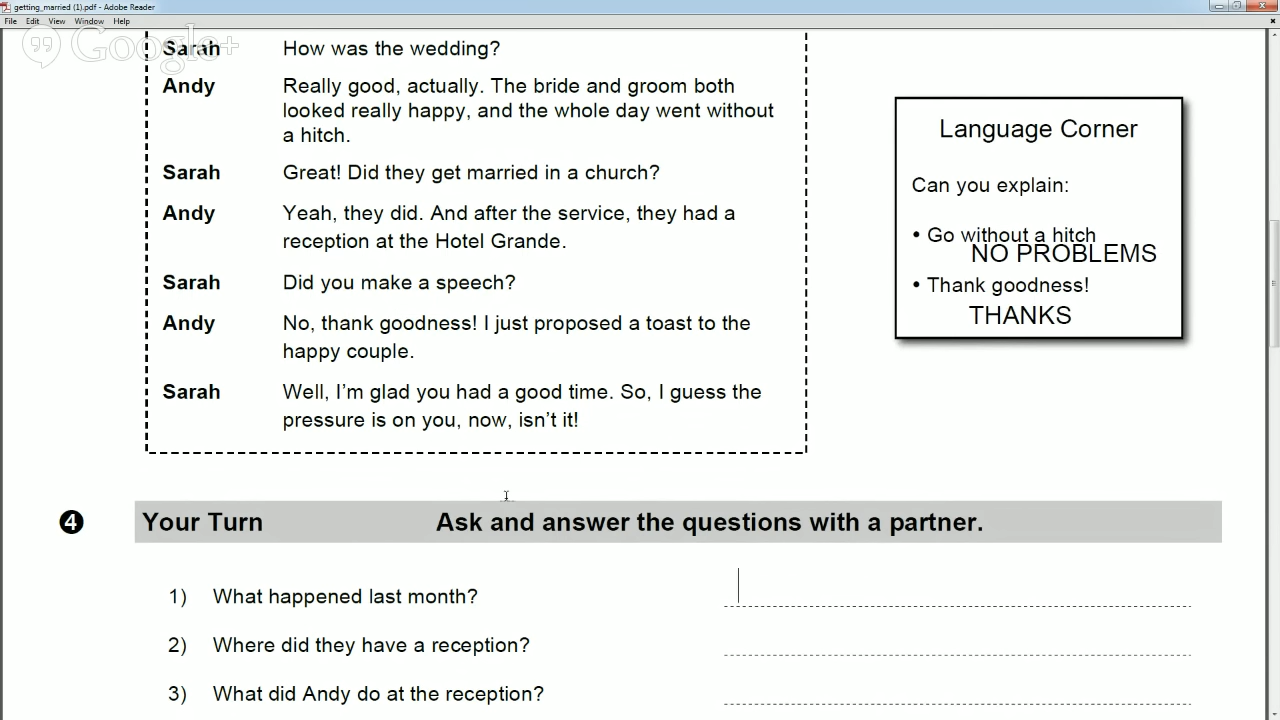 getting_married (1).pdf - Adobe Reader
File Edit View Window Help
Google+
Sarah How was the wedding?
Andy Really good, actually. The bride and groom both
looked really happy, and the whole day went without
a hitch.
Sarah Great! Did they get married in a church?
Andy Yeah, they did. And after the service, they had a
reception at the Hotel Grande.
Sarah Did you make a speech?
Andy No, thank goodness! I just proposed a toast to the
happy couple.
Sarah Well, I’m glad you had a good time. So, I guess the
pressure is on you, now, isn’t it!
Language Corner
Can you explain:
• Go without a hitch
NO PROBLEMS
• Thank goodness!
THANKS
4 Your Turn Ask and answer the questions with a partner.
1) What happened last month?
2) Where did they have a reception?
3) What did Andy do at the reception?